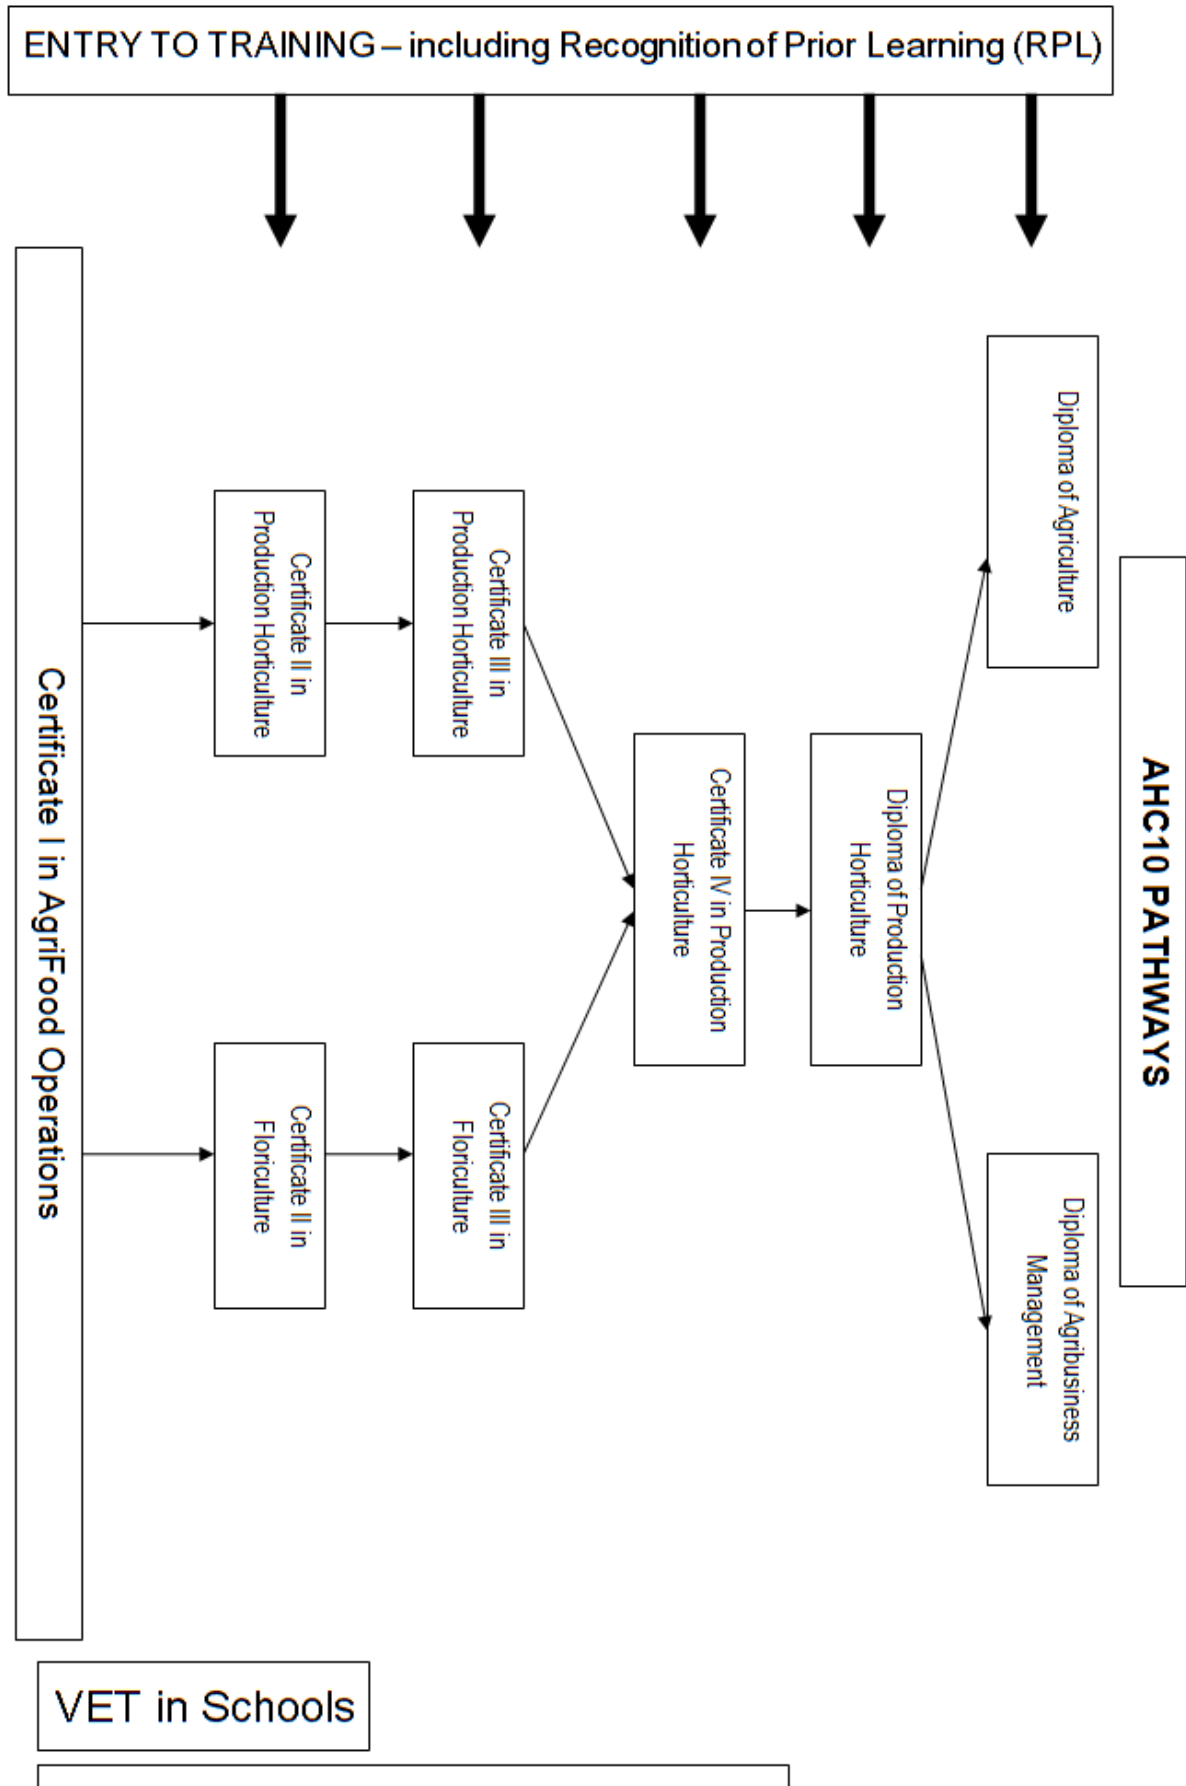 ENTRY TO TRAINING – including Recognition of Prior Learning (RPL)
AHC10 PATHWAYS
Diploma of Agriculture
Diploma of Agribusiness
Management
Diploma of Production
Horticulture
Certificate IV in Production
Horticulture
Certificate III in
Production Horticulture
Certificate III in
Floriculture
Certificate II in
Production Horticulture
Certificate II in
Floriculture
Certificate I in AgriFood Operations
VET in Schools